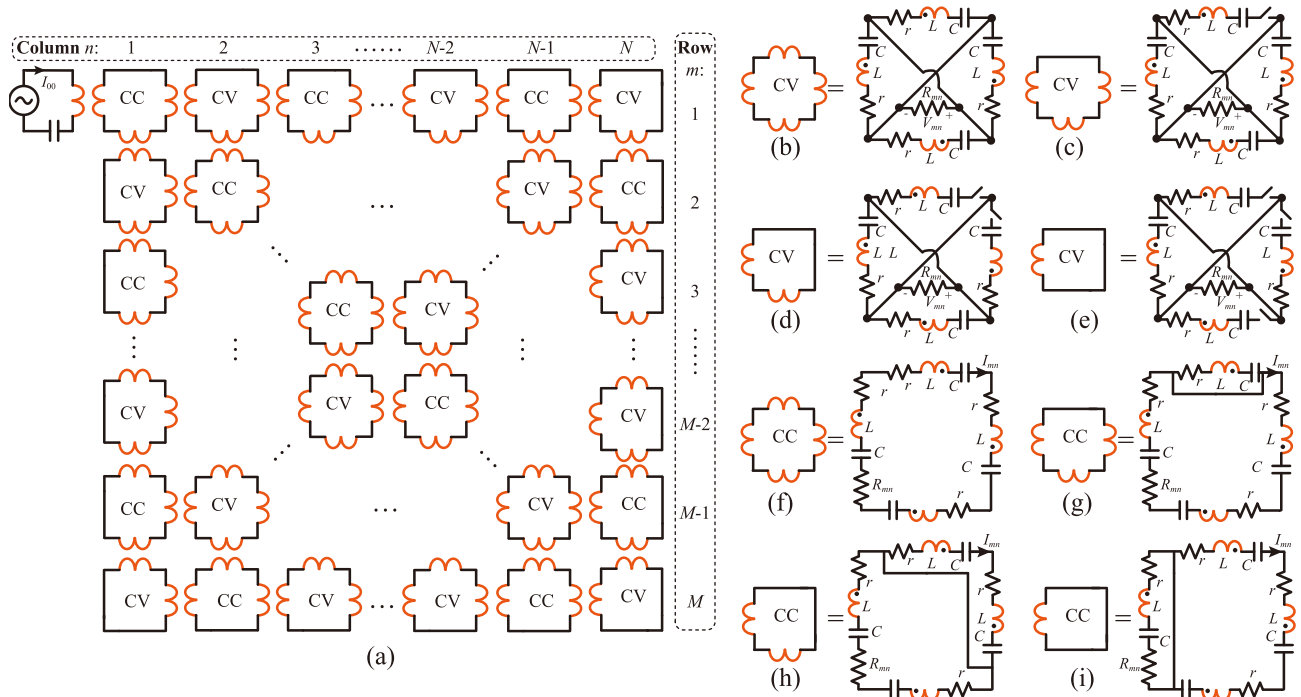 Column n: 1 2 3 ······ N-2 N-1 N
Row
m:
I00
CC CV CC ... CV CC CV
1
CV CC ... CV CC
2
CC CV
3
CC CV
CV CV CC CV
M-2
CC CV ... CV CC
M-1
CV CC CV ... CV CC CV
M
(a)
CV
=
r L C
C C
L L
r r
Rmn
- Vmn +
r L C
(b)
CV
=
r L C
C C
L L
r r
Rmn
- Vmn +
r L C
(c)
CV
=
r L C
C C
L L L
r r
Rmn
- Vmn +
r L C
(d)
CV
=
r L C
C C
L L
r r
Rmn
- Vmn +
r L C
(e)
CC
=
r L C Imn
r r
L L
C C
Rmn
r
(f)
CC
=
r L C Imn
r r
L L
C C
Rmn
r
(g)
CC
=
r L C Imn
r r
L L
C C
Rmn
r
(h)
CC
=
r L C Imn
r r
L L
C C
Rmn
r
(i)